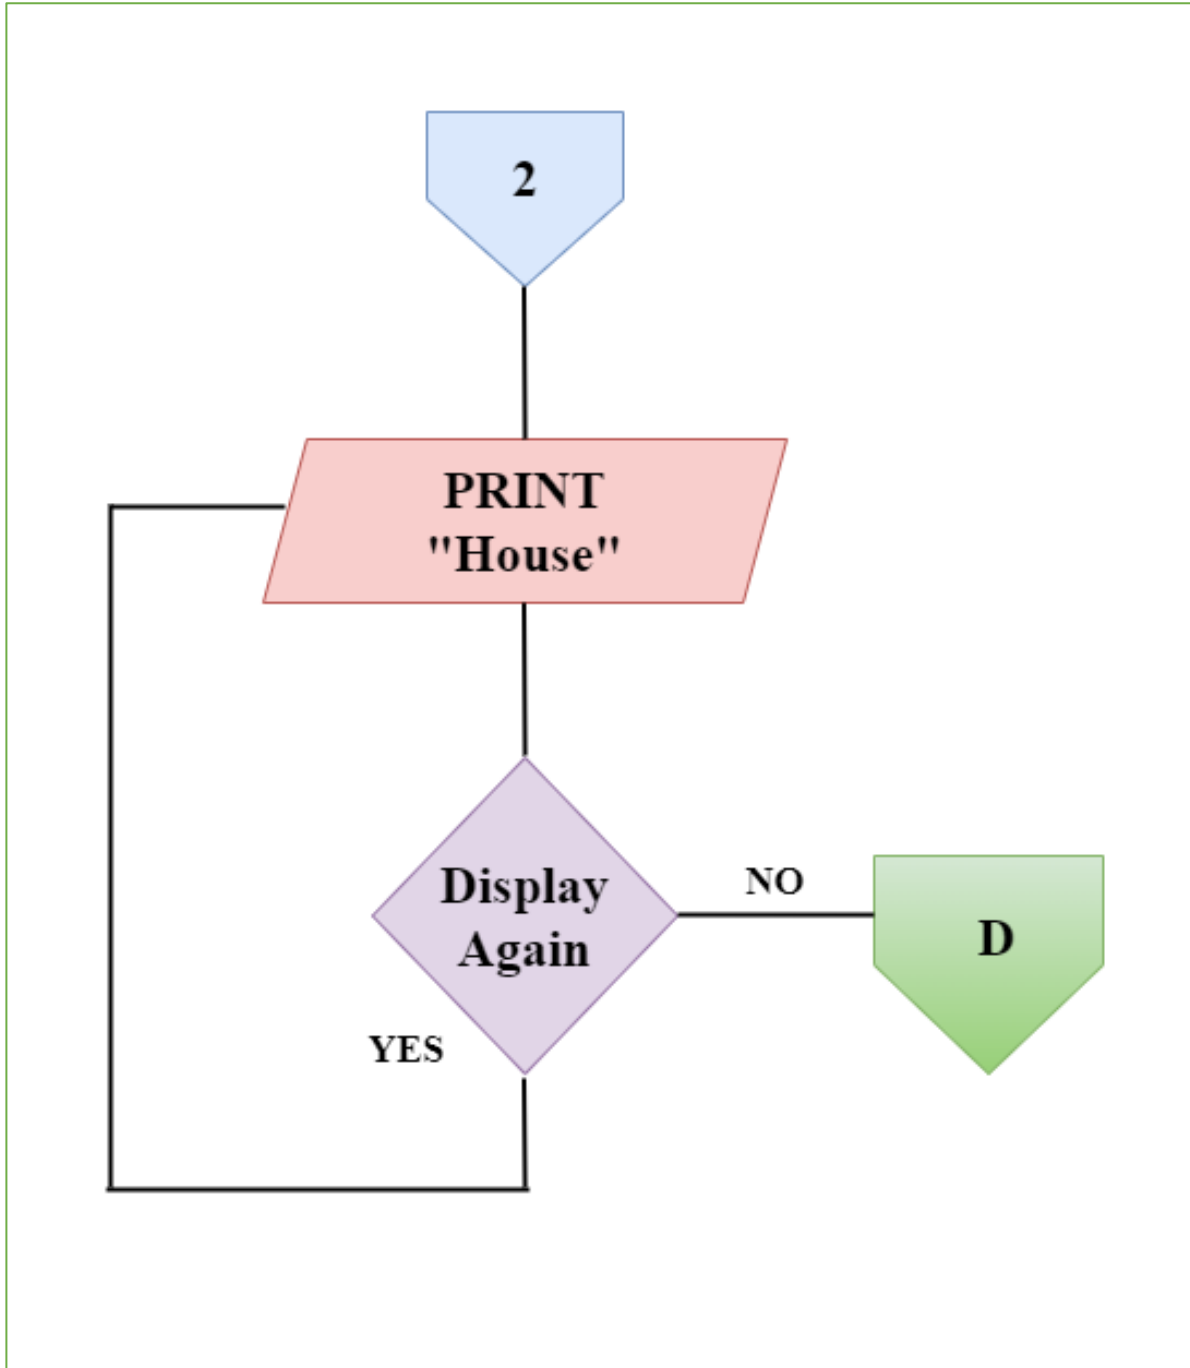 2
PRINT
"House"
Display
Again
NO
D
YES